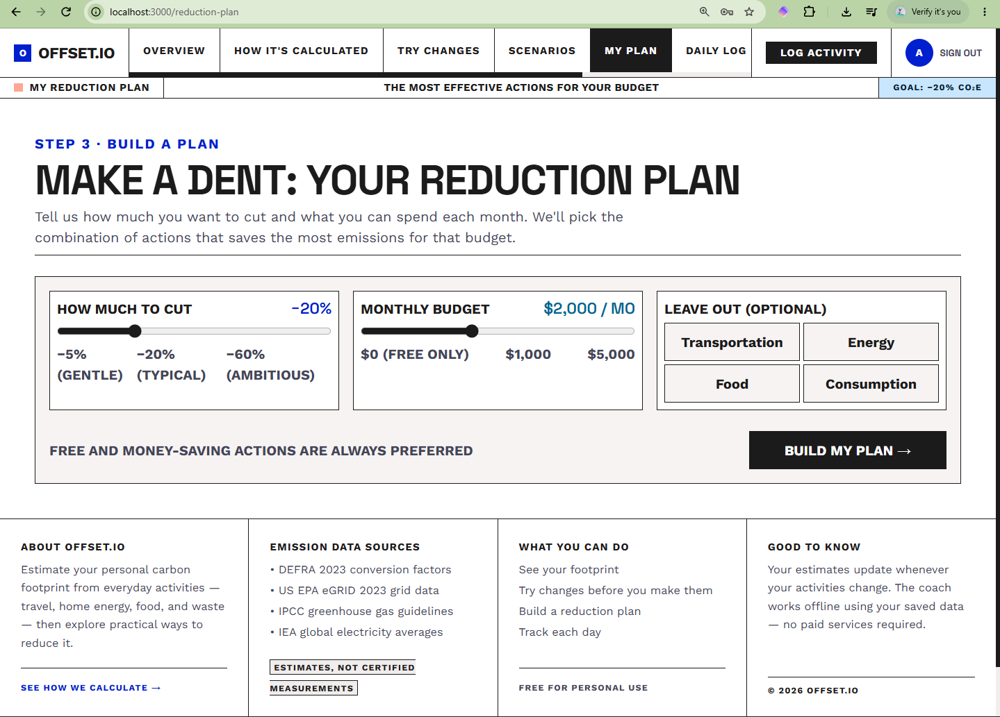 localhost:3000/reduction-plan
Verify it's you
O OFFSET.IO
OVERVIEW
HOW IT'S CALCULATED
TRY CHANGES
SCENARIOS
MY PLAN
DAILY LOG
LOG ACTIVITY
A SIGN OUT
MY REDUCTION PLAN
THE MOST EFFECTIVE ACTIONS FOR YOUR BUDGET
GOAL: −20% CO₂E
STEP 3 · BUILD A PLAN
MAKE A DENT: YOUR REDUCTION PLAN
Tell us how much you want to cut and what you can spend each month. We'll pick the
combination of actions that saves the most emissions for that budget.
HOW MUCH TO CUT −20%
−5% −20% −60%
(GENTLE) (TYPICAL) (AMBITIOUS)
MONTHLY BUDGET $2,000 / MO
$0 (FREE ONLY) $1,000 $5,000
LEAVE OUT (OPTIONAL)
Transportation Energy
Food Consumption
FREE AND MONEY-SAVING ACTIONS ARE ALWAYS PREFERRED
BUILD MY PLAN →
ABOUT OFFSET.IO
Estimate your personal carbon
footprint from everyday activities —
travel, home energy, food, and waste
— then explore practical ways to
reduce it.
SEE HOW WE CALCULATE →
EMISSION DATA SOURCES
• DEFRA 2023 conversion factors
• US EPA eGRID 2023 grid data
• IPCC greenhouse gas guidelines
• IEA global electricity averages
ESTIMATES, NOT CERTIFIED
MEASUREMENTS
WHAT YOU CAN DO
See your footprint
Try changes before you make them
Build a reduction plan
Track each day
FREE FOR PERSONAL USE
GOOD TO KNOW
Your estimates update whenever
your activities change. The coach
works offline using your saved data
— no paid services required.
© 2026 OFFSET.IO